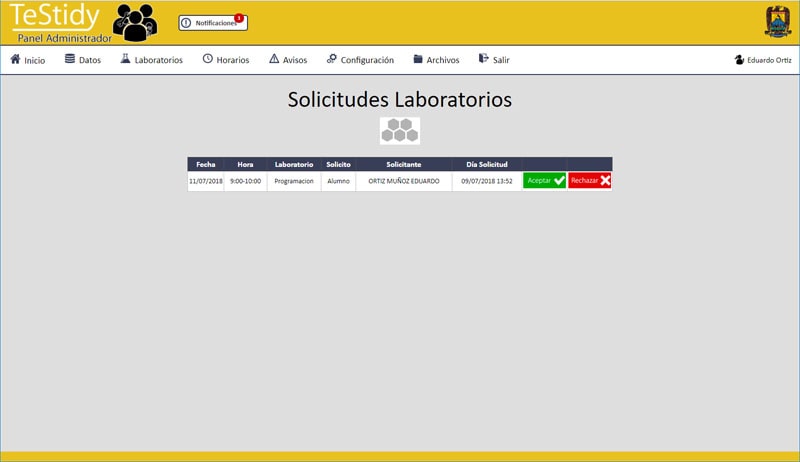 TeStidy
Panel Administrador
Notificaciones
Inicio Datos Laboratorios Horarios Avisos Configuración Archivos Salir Eduardo Ortiz
Solicitudes Laboratorios
Fecha Hora Laboratorio Solicito Solicitante Día Solicitud
11/07/2018 9:00-10:00 Programacion Alumno ORTIZ MUÑOZ EDUARDO 09/07/2018 13:52 Aceptar Rechazar